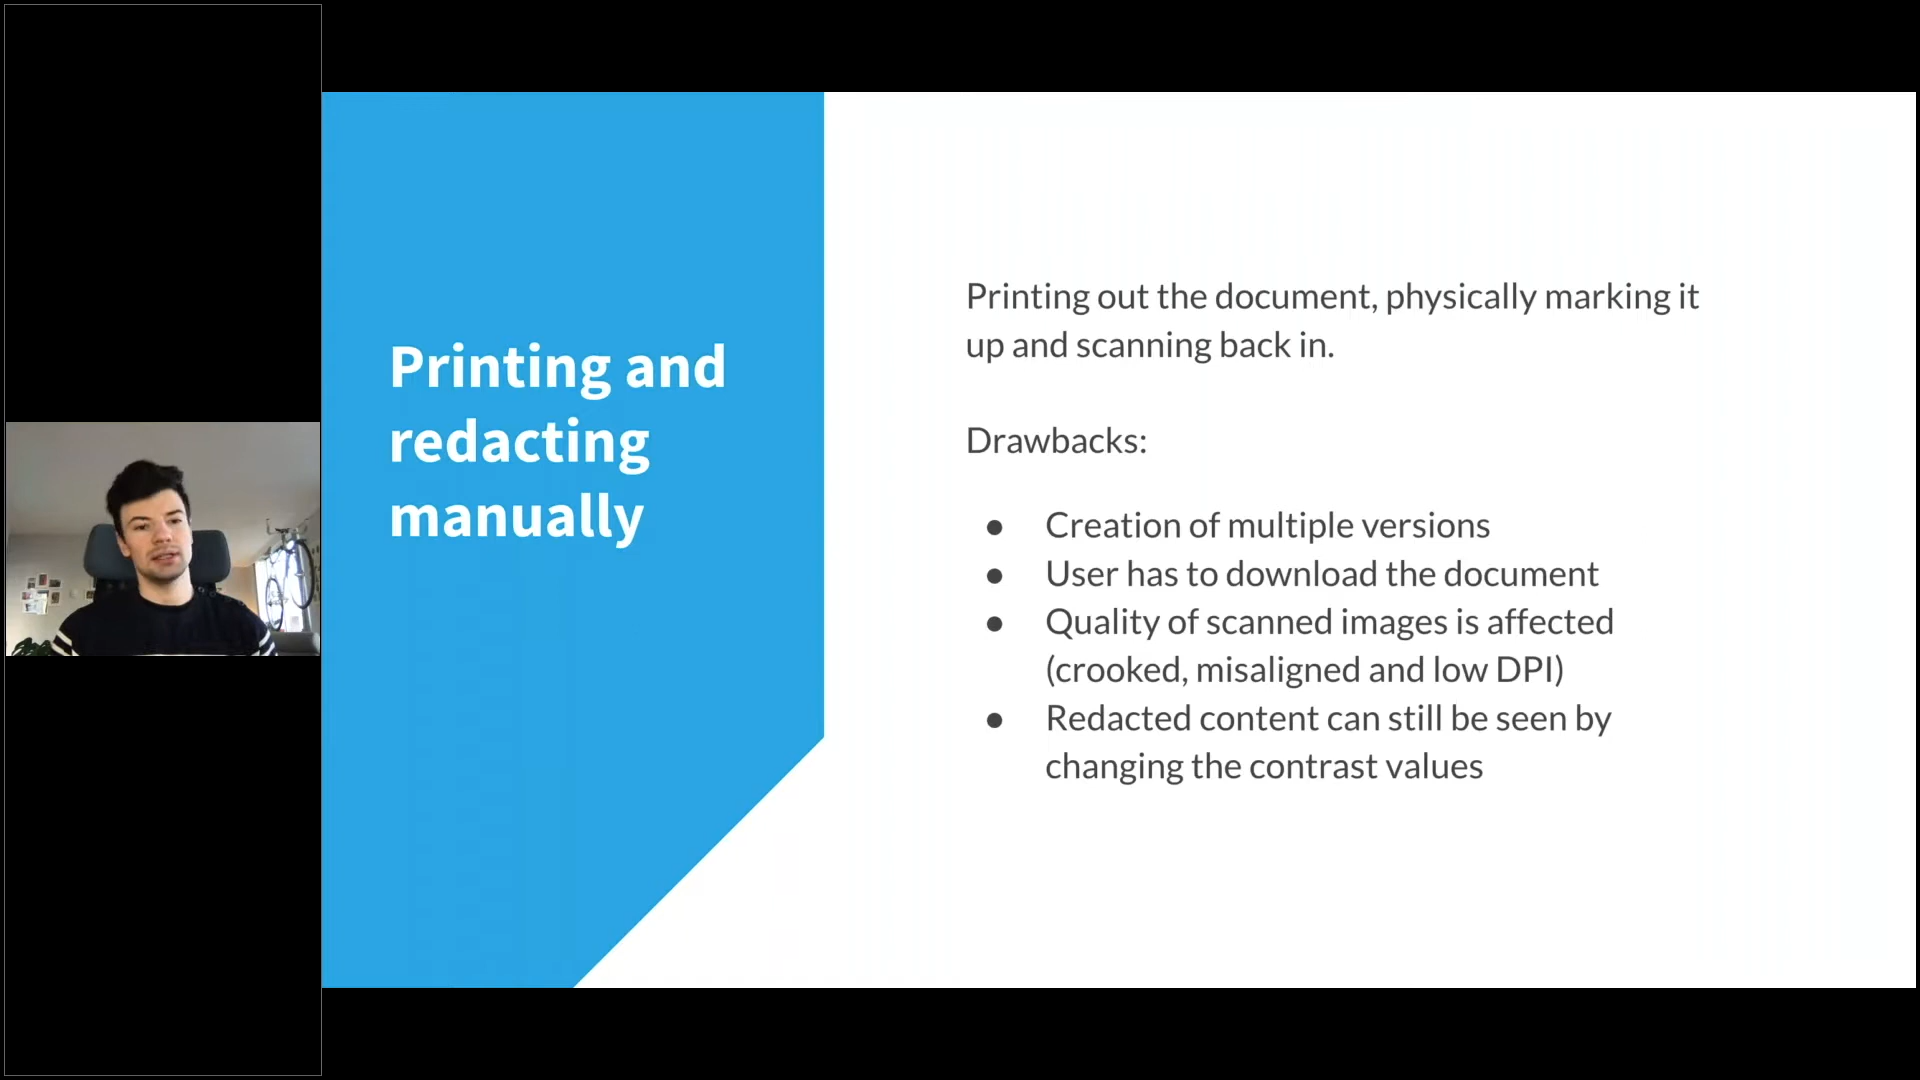 Printing and
redacting
manually
Printing out the document, physically marking it
up and scanning back in.
Drawbacks:
● Creation of multiple versions
● User has to download the document
● Quality of scanned images is affected
(crooked, misaligned and low DPI)
● Redacted content can still be seen by
changing the contrast values